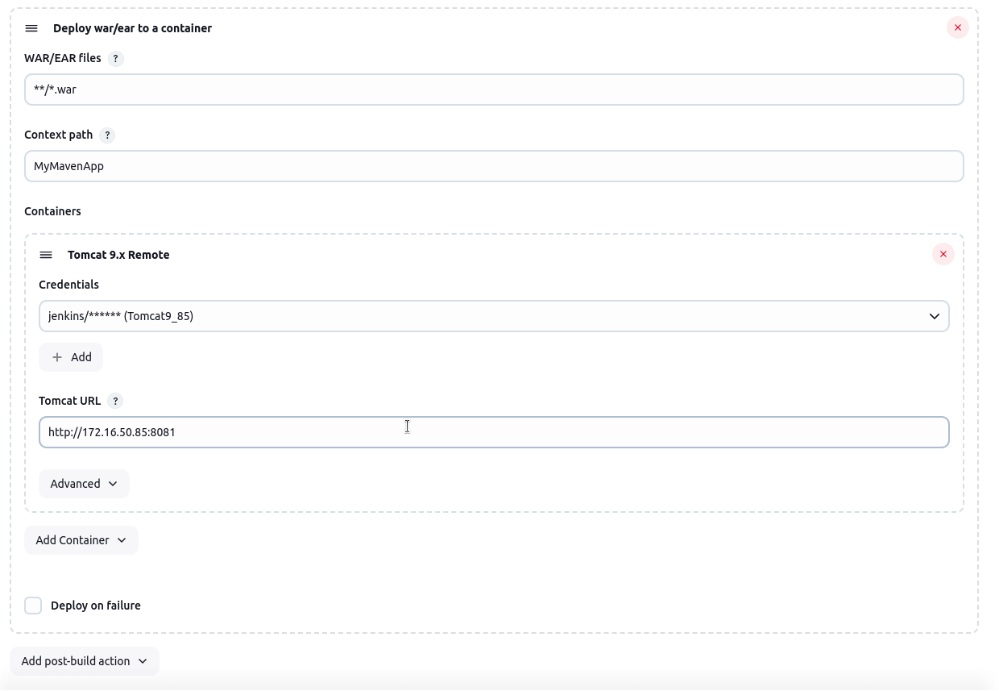 Deploy war/ear to a container
WAR/EAR files ?
**/*.war
Context path ?
MyMavenApp
Containers
Tomcat 9.x Remote
Credentials
jenkins/****** (Tomcat9_85)
+ Add
Tomcat URL ?
http://172.16.50.85:8081
Advanced
Add Container
Deploy on failure
Add post-build action